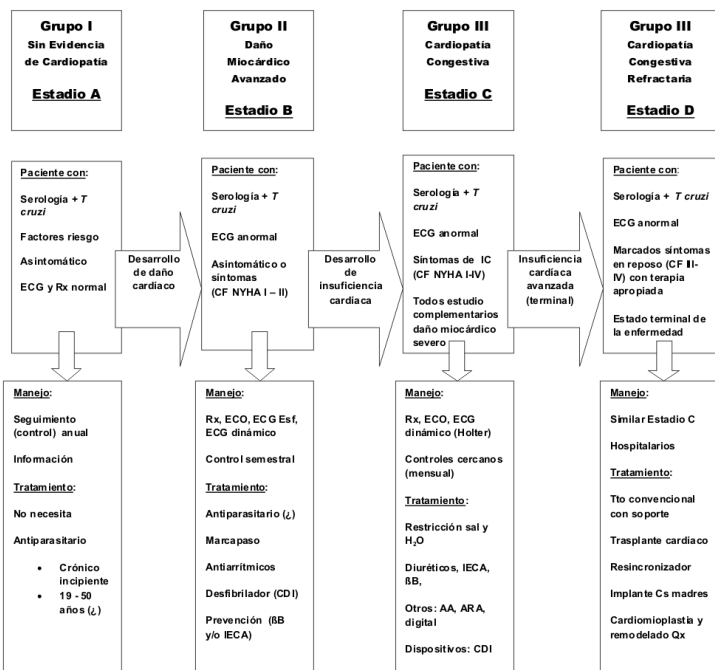 Grupo I
Sin Evidencia
de Cardiopatía
Estadio A
Grupo II
Daño
Miocárdico
Avanzado
Estadio B
Grupo III
Cardiopatía
Congestiva
Estadio C
Grupo III
Cardiopatía
Congestiva
Refractaria
Estadio D
Paciente con:
Serología + T
cruzi
Factores riesgo
Asintomático
ECG y Rx normal
Desarrollo
de daño
cardíaco
Paciente con:
Serología + T
cruzi
ECG anormal
Asintomático o
síntomas
(CF NYHA I – II)
Desarrollo
de
insuficiencia
cardíaca
Paciente con:
Serología + T
cruzi
ECG anormal
Síntomas de IC
(CF NYHA I-IV)
Todos estudio
complementarios
daño miocárdico
severo
Insuficiencia
cardíaca
avanzada
(terminal)
Paciente con:
Serología + T cruzi
ECG anormal
Marcados síntomas
en reposo (CF III-
IV) con terapia
apropiada
Estado terminal de
la enfermedad
Manejo:
Seguimiento
(control) anual
Información
Tratamiento:
No necesita
Antiparasitario
• Crónico
incipiente
• 19 - 50
años (¿)
Manejo:
Rx, ECO, ECG Esf,
ECG dinámico
Control semestral
Tratamiento:
Antiparasitario (¿)
Marcapaso
Antiarrítmicos
Desfibrilador (CDI)
Prevención (ßB
y/o IECA)
Manejo:
Rx, ECO, ECG
dinámico (Holter)
Controles cercanos
(mensual)
Tratamiento:
Restricción sal y
H2O
Diuréticos, IECA,
ßB,
Otros: AA, ARA,
digital
Dispositivos: CDI
Manejo:
Similar Estadio C
Hospitalarios
Tratamiento:
Tto convencional
con soporte
Trasplante cardíaco
Resincronizador
Implante Cs madres
Cardiomioplastía y
remodelado Qx